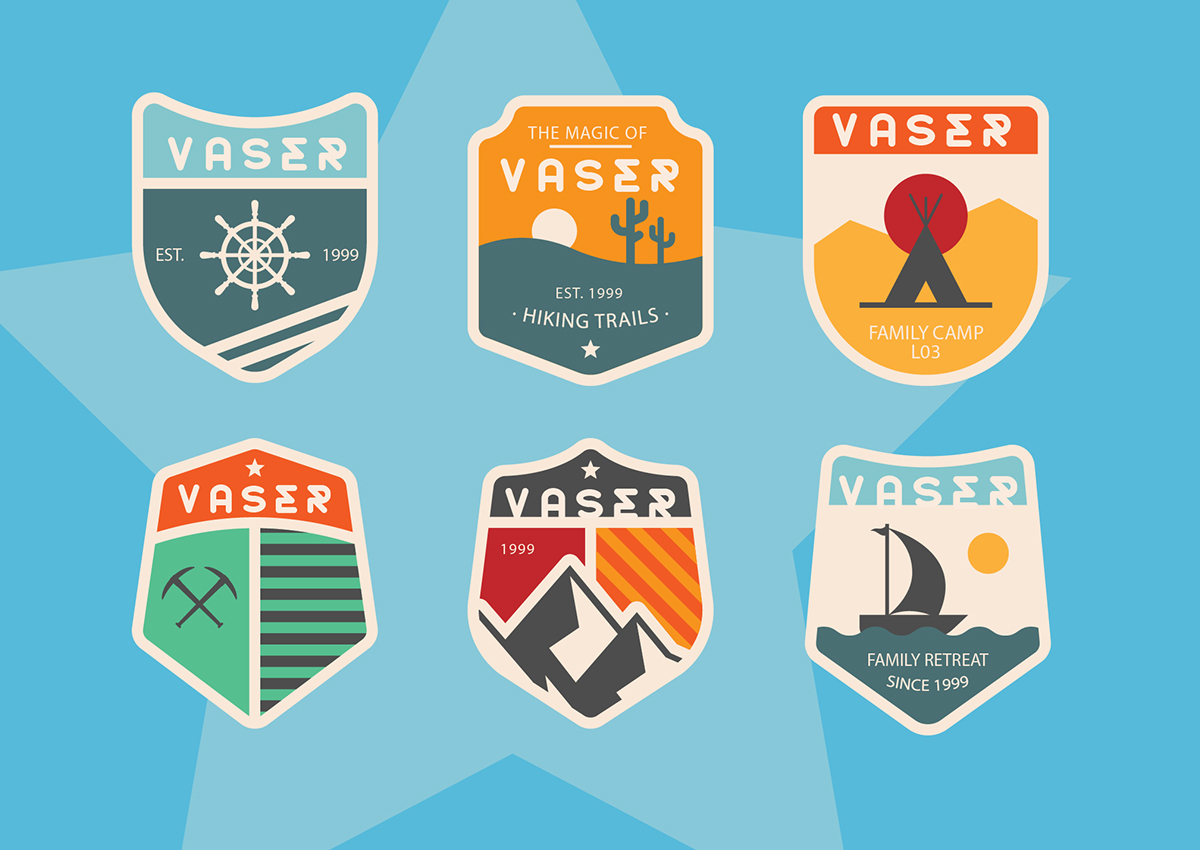 VASER
EST. 1999
THE MAGIC OF
VASER
EST. 1999
· HIKING TRAILS ·
VASER
FAMILY CAMP
L03
VASER
VASER
1999
VASER
FAMILY RETREAT
SINCE 1999